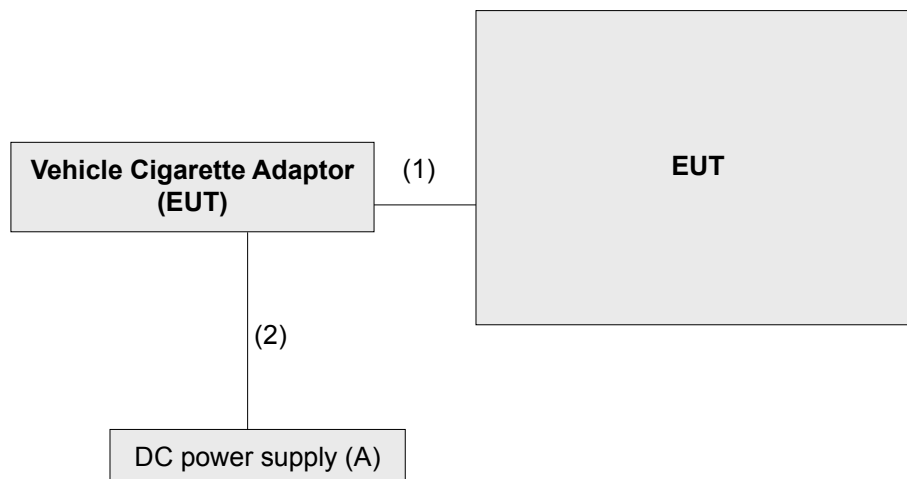 Vehicle Cigarette Adaptor
(EUT)
(1)
EUT
(2)
DC power supply (A)